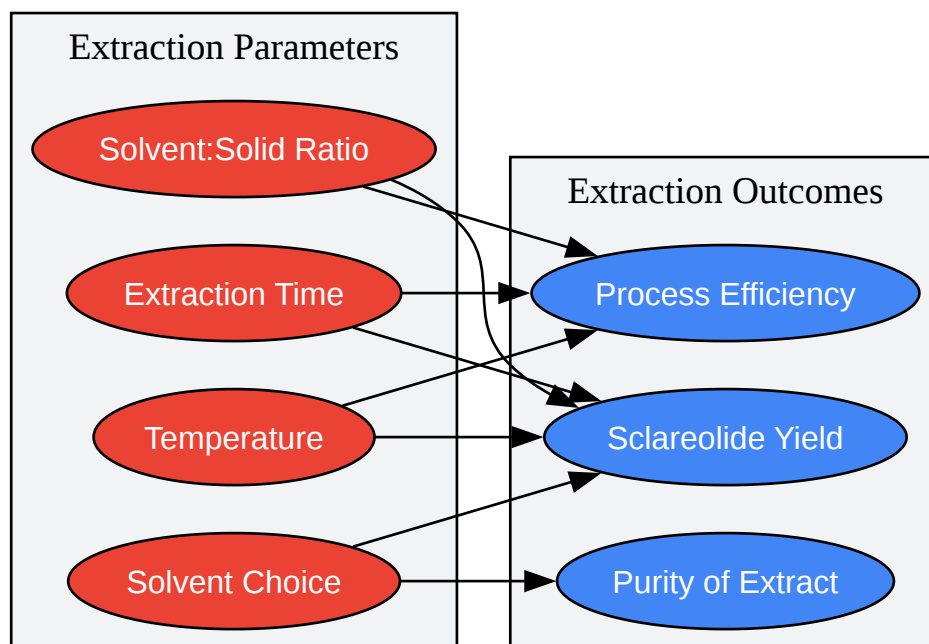 Extraction Parameters
Solvent:Solid Ratio
Extraction Time
Temperature
Solvent Choice
Extraction Outcomes
Process Efficiency
Sclareolide Yield
Purity of Extract